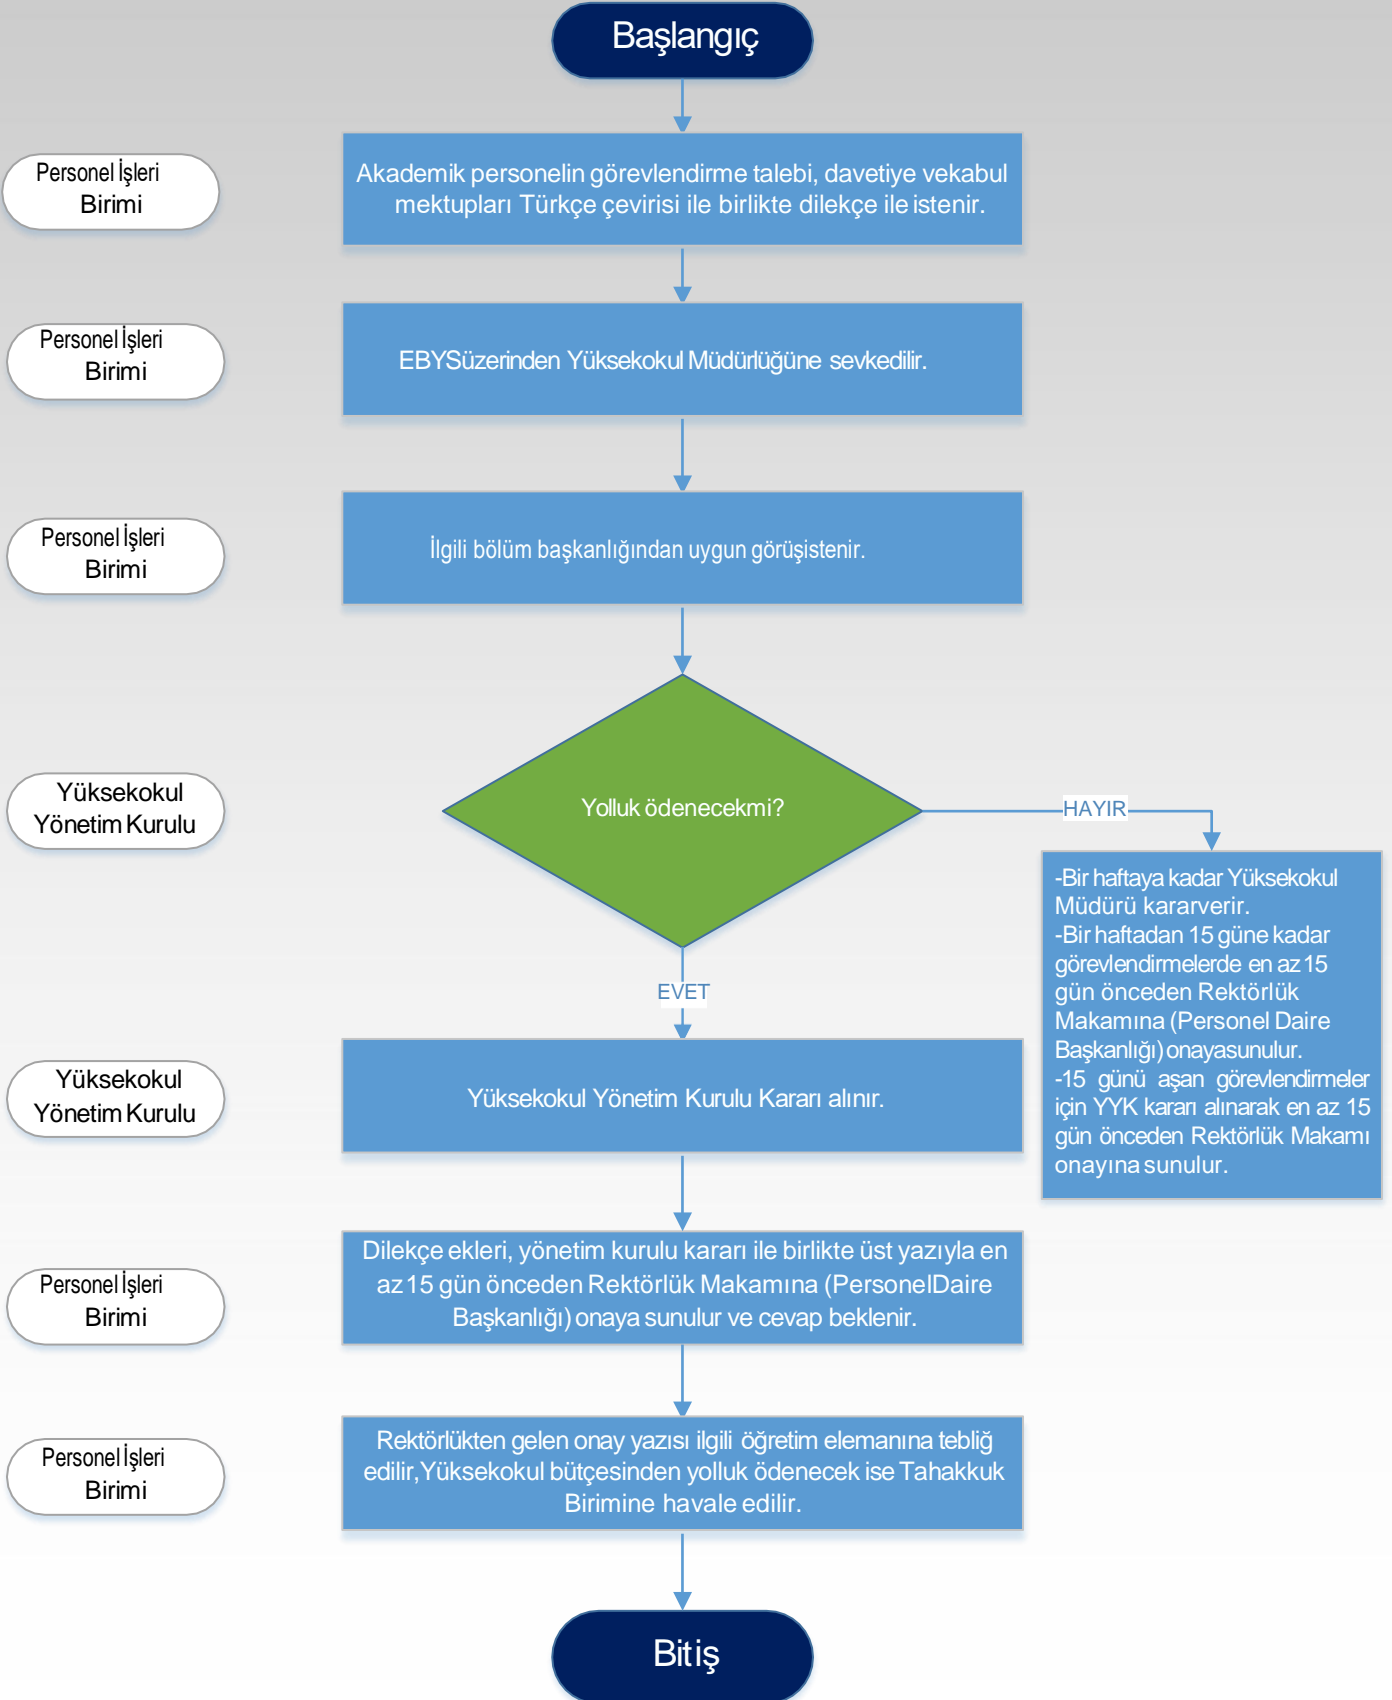 Başlangıç
Personel İşleri
Birimi
Akademik personelin görevlendirme talebi, davetiye vekabul
mektupları Türkçe çevirisi ile birlikte dilekçe ile istenir.
Personel İşleri
Birimi
EBYSüzerinden Yüksekokul Müdürlüğüne sevkedilir.
Personel İşleri
Birimi
İlgili bölüm başkanlığından uygun görüşistenir.
Yüksekokul
Yönetim Kurulu
Yolluk ödenecekmi?
HAYIR
-Bir haftaya kadar Yüksekokul
Müdürü kararverir.
-Bir haftadan 15 güne kadar
görevlendirmelerde en az 15
gün önceden Rektörlük
Makamına (Personel Daire
Başkanlığı) onayasunulur.
-15 günü aşan görevlendirmeler
için YYK kararı alınarak en az 15
gün önceden Rektörlük Makamı
onayına sunulur.
EVET
Yüksekokul
Yönetim Kurulu
Yüksekokul Yönetim Kurulu Kararı alınır.
Personel İşleri
Birimi
Dilekçe ekleri, yönetim kurulu kararı ile birlikte üst yazıyla en
az 15 gün önceden Rektörlük Makamına (PersonelDaire
Başkanlığı) onaya sunulur ve cevap beklenir.
Personel İşleri
Birimi
Rektörlükten gelen onay yazısı ilgili öğretim elemanına tebliğ
edilir,Yüksekokul bütçesinden yolluk ödenecek ise Tahakkuk
Birimine havale edilir.
Bitiş